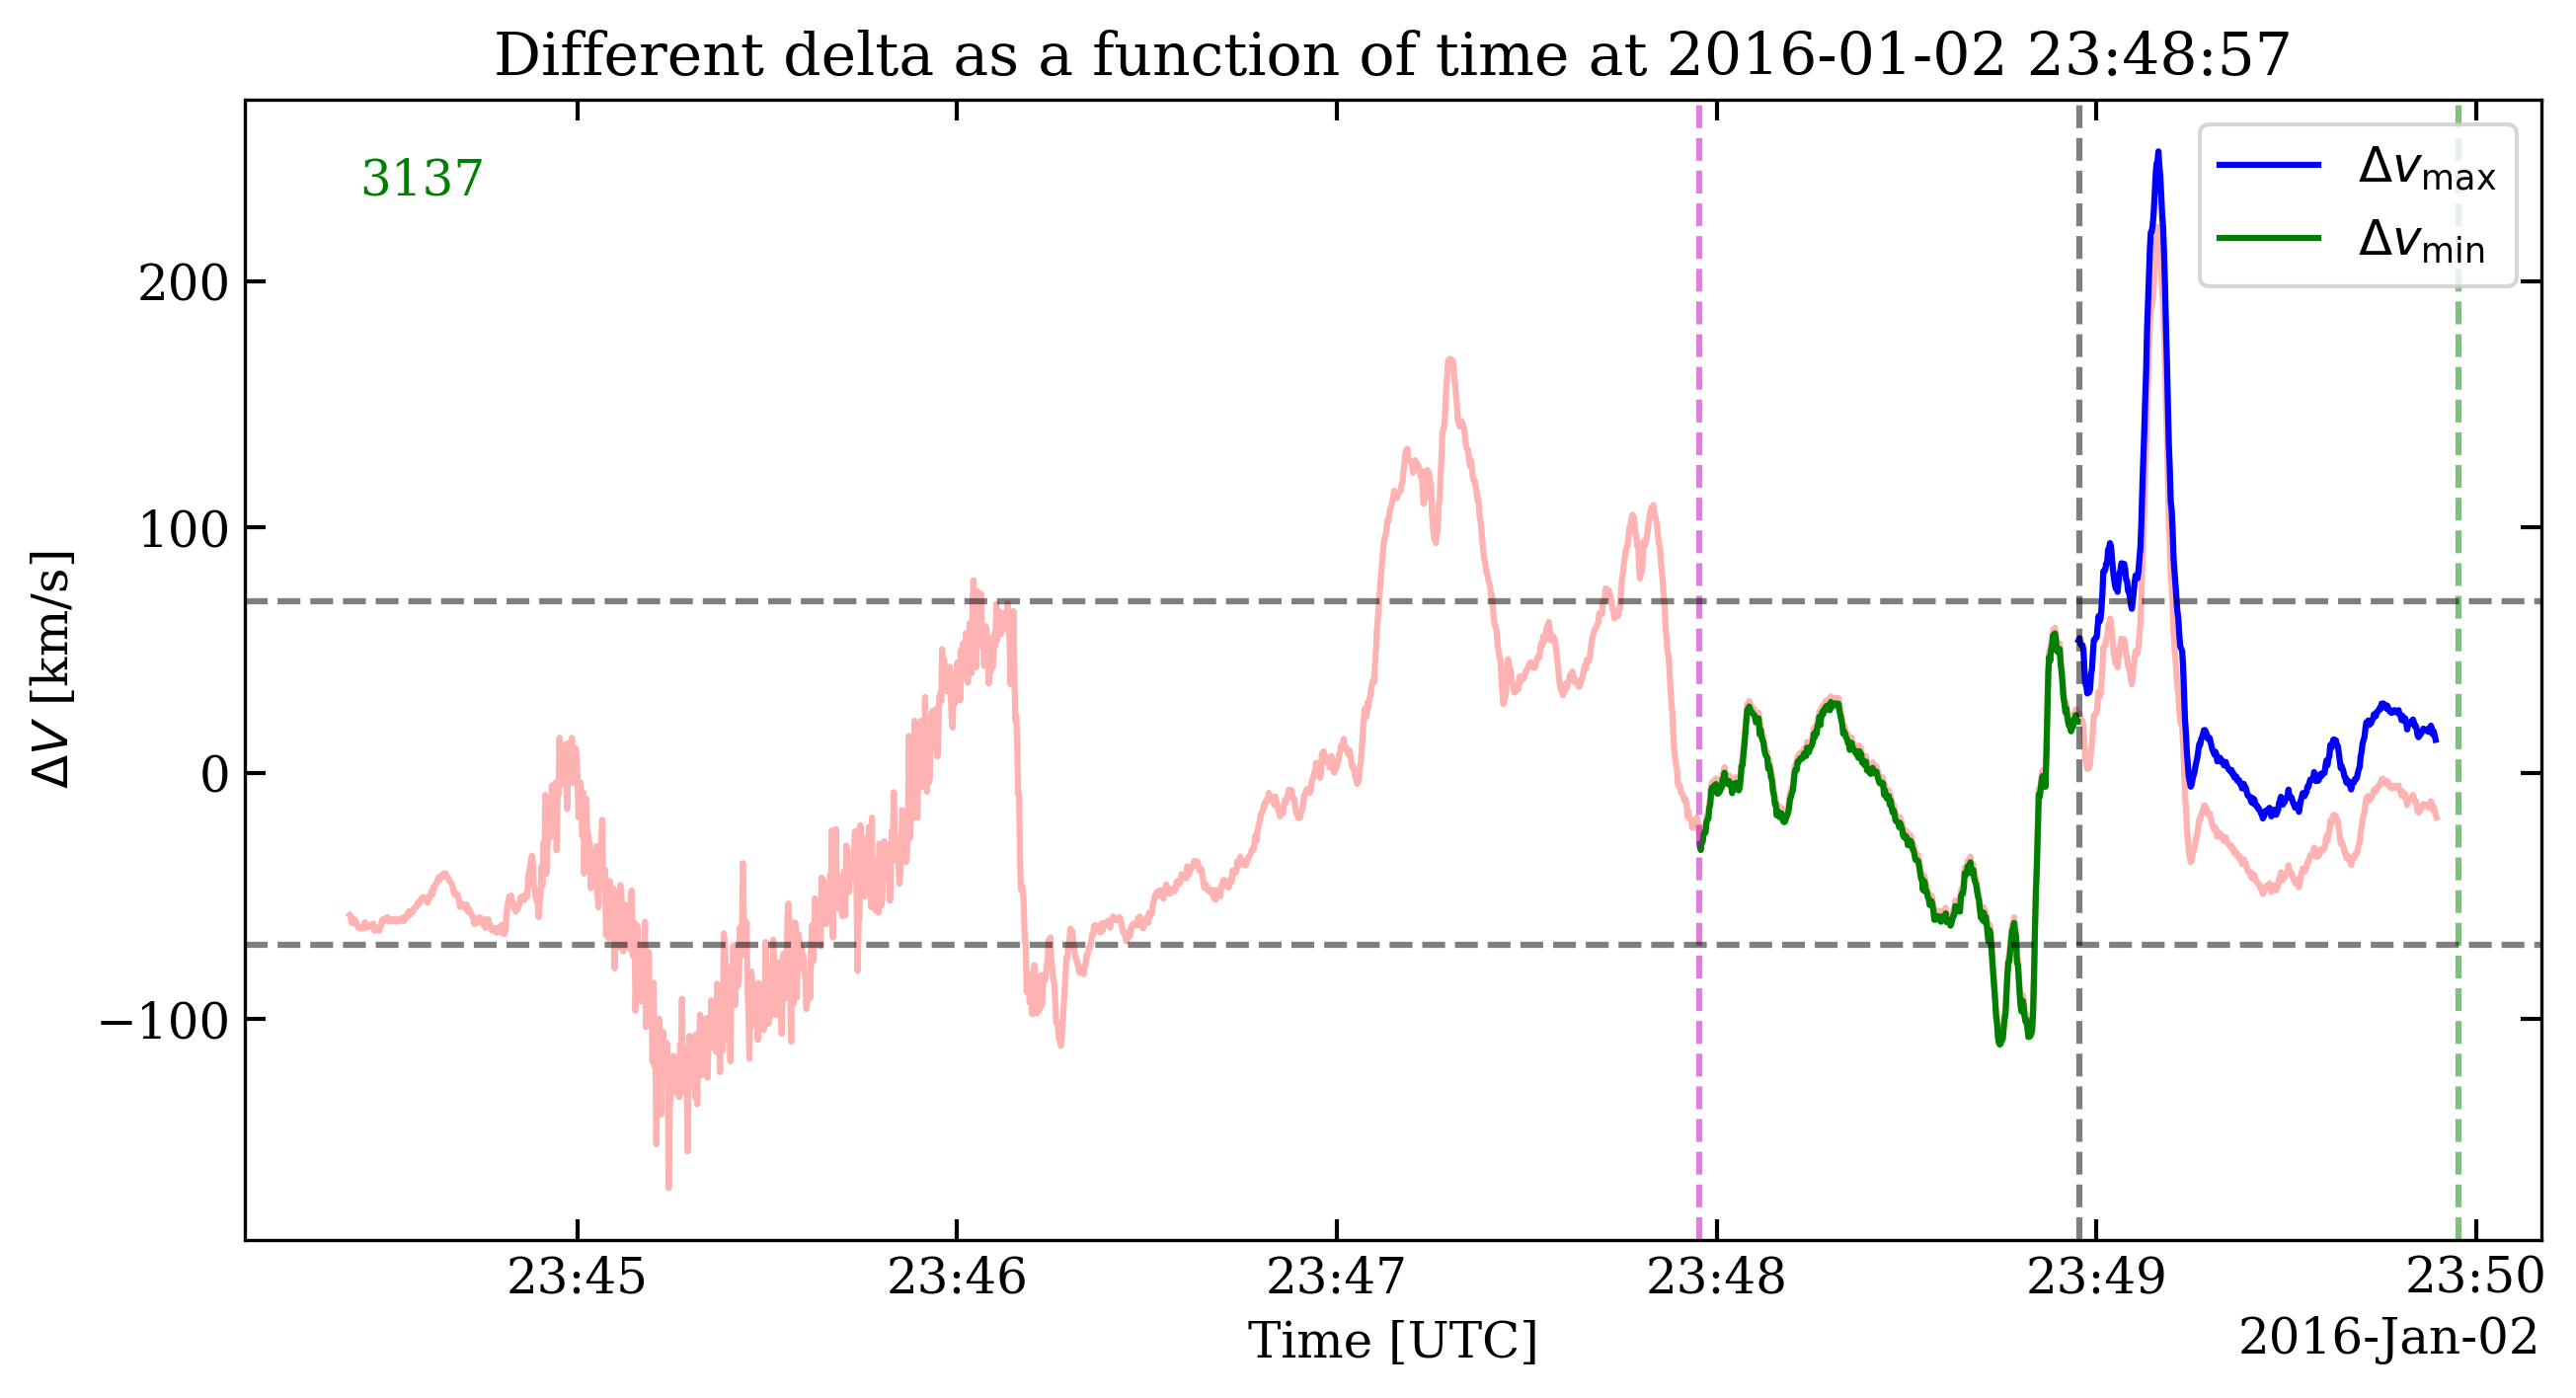 Different delta as a function of time at 2016-01-02 23:48:57
3137
Δv_max
Δv_min
200
100
0
−100
ΔV [km/s]
23:45 23:46 23:47 23:48 23:49 23:50
Time [UTC]
2016-Jan-02